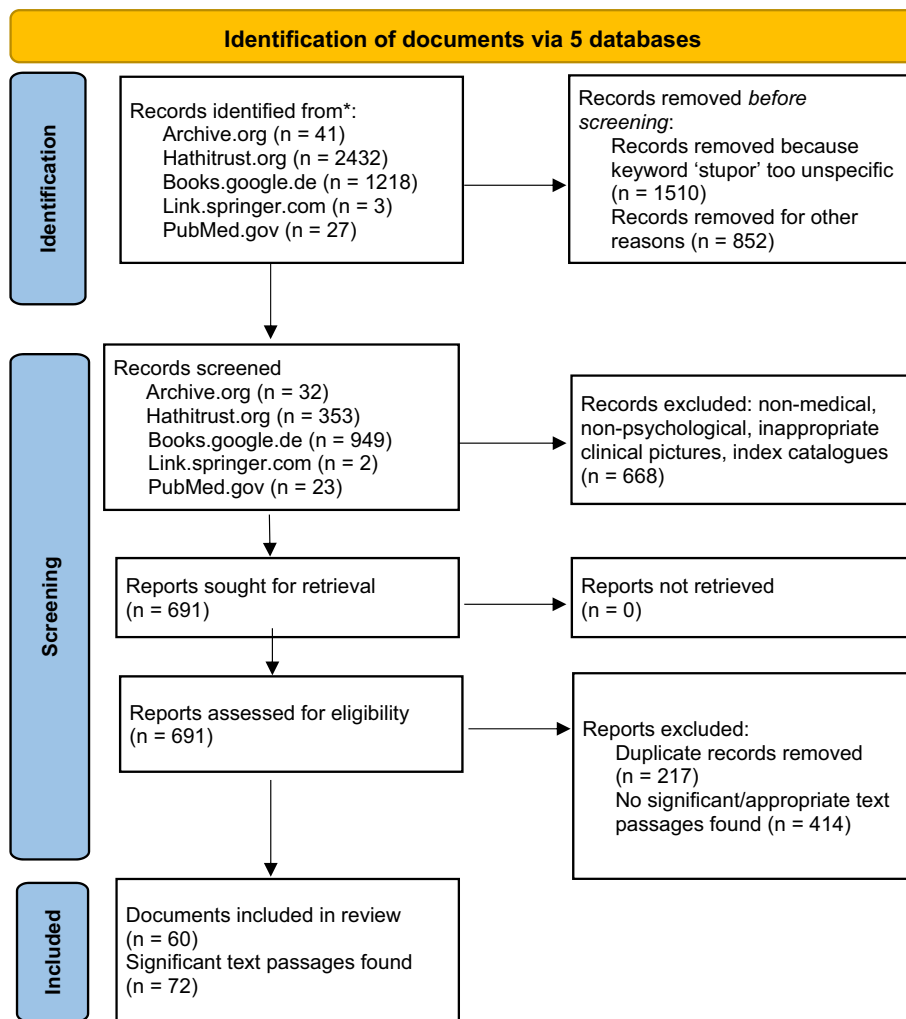 Identification of documents via 5 databases
Identification
Records identified from*:
Archive.org (n = 41)
Hathitrust.org (n = 2432)
Books.google.de (n = 1218)
Link.springer.com (n = 3)
PubMed.gov (n = 27)
Records removed before
screening:
Records removed because
keyword ‘stupor’ too unspecific
(n = 1510)
Records removed for other
reasons (n = 852)
Screening
Records screened
Archive.org (n = 32)
Hathitrust.org (n = 353)
Books.google.de (n = 949)
Link.springer.com (n = 2)
PubMed.gov (n = 23)
Records excluded: non-medical,
non-psychological, inappropriate
clinical pictures, index catalogues
(n = 668)
Reports sought for retrieval
(n = 691)
Reports not retrieved
(n = 0)
Reports assessed for eligibility
(n = 691)
Reports excluded:
Duplicate records removed
(n = 217)
No significant/appropriate text
passages found (n = 414)
Included
Documents included in review
(n = 60)
Significant text passages found
(n = 72)